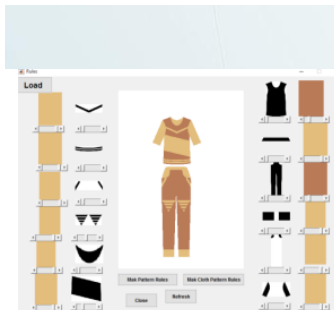 Rules
Load
Mak Pattern Rules
Mak Cloth Pattern Rules
Close
Refresh